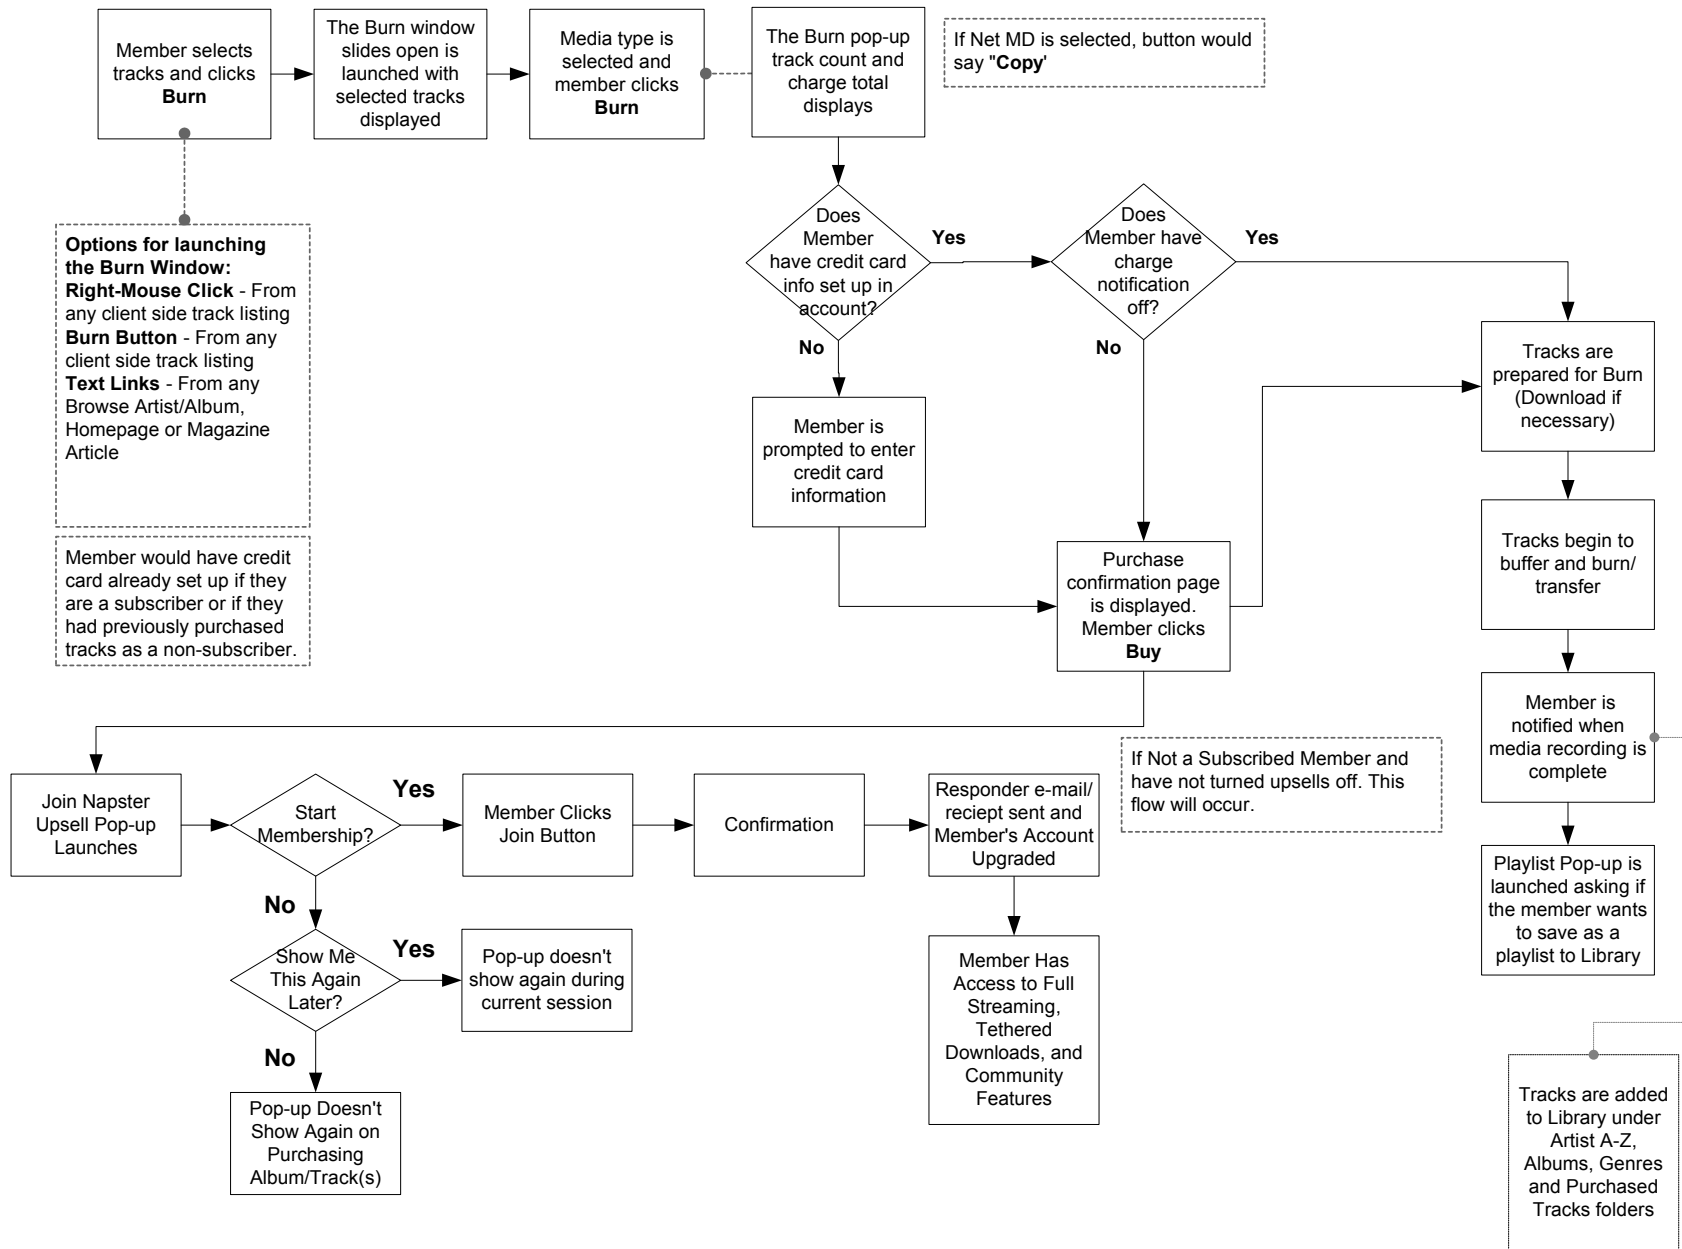 Member selects
tracks and clicks
Burn
The Burn window
slides open is
launched with
selected tracks
displayed
Media type is
selected and
member clicks
Burn
The Burn pop-up
track count and
charge total
displays
If Net MD is selected, button would
say "Copy'
Options for launching
the Burn Window:
Right-Mouse Click - From
any client side track listing
Burn Button - From any
client side track listing
Text Links - From any
Browse Artist/Album,
Homepage or Magazine
Article
Member would have credit
card already set up if they
are a subscriber or if they
had previously purchased
tracks as a non-subscriber.
Does
Member
have credit card
info set up in
account?
Yes
No
Does
Member have
charge
notification
off?
Yes
No
Member is
prompted to enter
credit card
information
Purchase
confirmation page
is displayed.
Member clicks
Buy
Tracks are
prepared for Burn
(Download if
necessary)
Tracks begin to
buffer and burn/
transfer
Member is
notified when
media recording is
complete
Playlist Pop-up is
launched asking if
the member wants
to save as a
playlist to Library
Tracks are added
to Library under
Artist A-Z,
Albums, Genres
and Purchased
Tracks folders
If Not a Subscribed Member and
have not turned upsells off. This
flow will occur.
Join Napster
Upsell Pop-up
Launches
Start
Membership?
Yes
No
Member Clicks
Join Button
Confirmation
Responder e-mail/
reciept sent and
Member's Account
Upgraded
Member Has
Access to Full
Streaming,
Tethered
Downloads, and
Community
Features
Show Me
This Again
Later?
Yes
No
Pop-up doesn't
show again during
current session
Pop-up Doesn't
Show Again on
Purchasing
Album/Track(s)